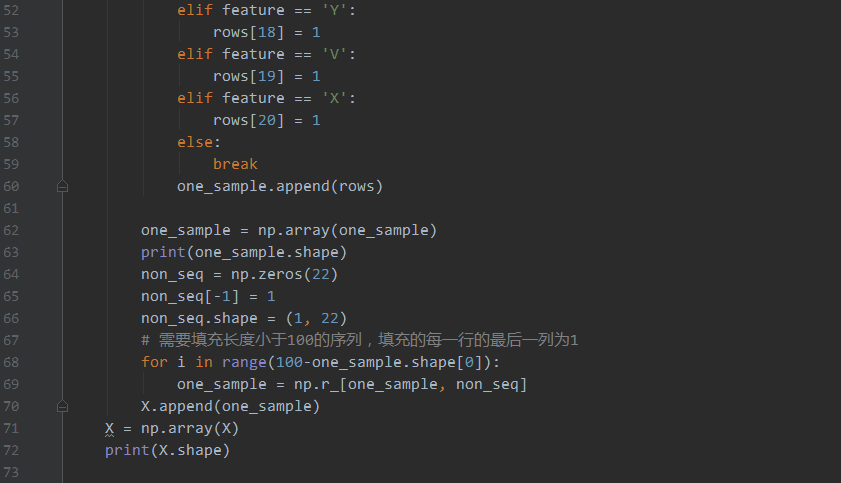 52                elif feature == 'Y':
53                    rows[18] = 1
54                elif feature == 'V':
55                    rows[19] = 1
56                elif feature == 'X':
57                    rows[20] = 1
58                else:
59                    break
60                one_sample.append(rows)
61
62            one_sample = np.array(one_sample)
63            print(one_sample.shape)
64            non_seq = np.zeros(22)
65            non_seq[-1] = 1
66            non_seq.shape = (1, 22)
67            # 需要填充长度小于100的序列，填充的每一行的最后一列为1
68            for i in range(100-one_sample.shape[0]):
69                one_sample = np.r_[one_sample, non_seq]
70            X.append(one_sample)
71        X = np.array(X)
72        print(X.shape)
73